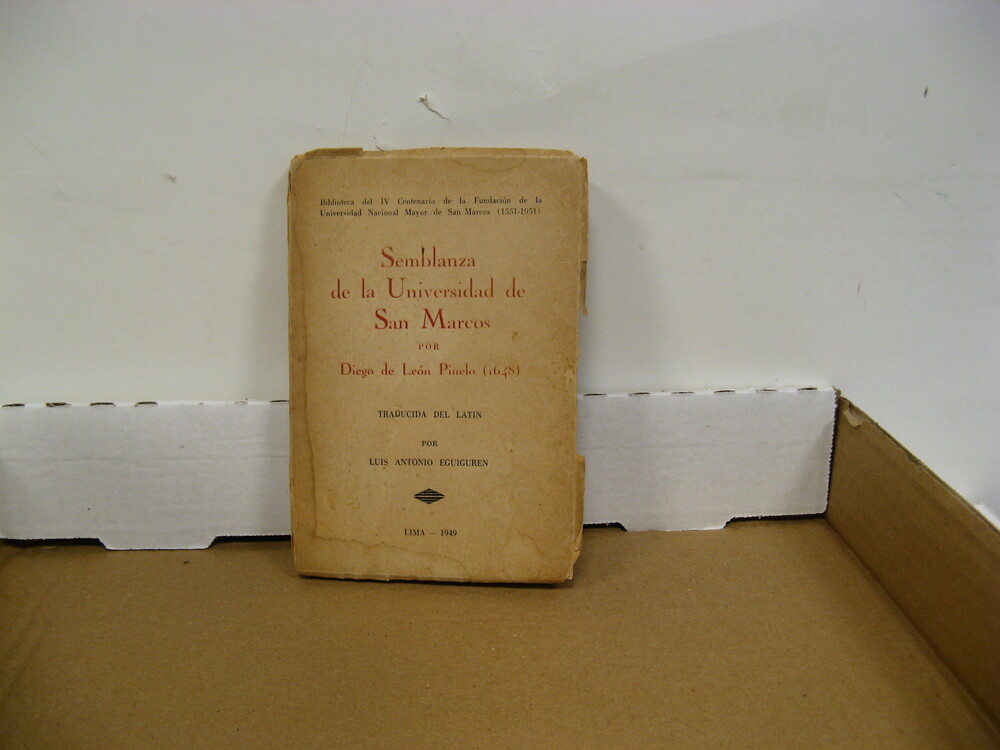 Biblioteca del IV Centenario de la Fundación de la
Universidad Nacional Mayor de San Marcos (1551-1951)
Semblanza
de la Universidad de
San Marcos
POR
Diego de León Pinelo (1648)
TRADUCIDA DEL LATIN
POR
LUIS ANTONIO EGUIGUREN
LIMA — 1949